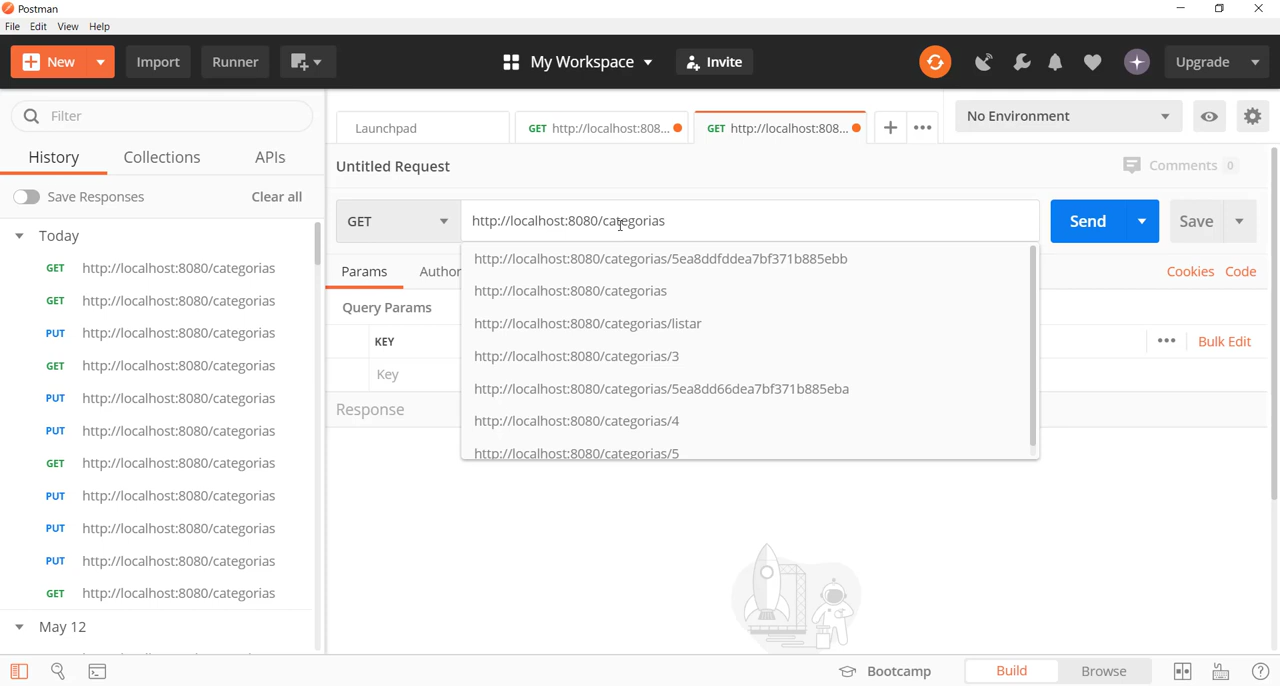 Postman
File Edit View Help
New Import Runner My Workspace Invite Upgrade
Filter
History Collections APIs
Save Responses Clear all
Today
GET http://localhost:8080/categorias
GET http://localhost:8080/categorias
PUT http://localhost:8080/categorias
GET http://localhost:8080/categorias
PUT http://localhost:8080/categorias
PUT http://localhost:8080/categorias
GET http://localhost:8080/categorias
PUT http://localhost:8080/categorias
PUT http://localhost:8080/categorias
PUT http://localhost:8080/categorias
GET http://localhost:8080/categorias
May 12
Launchpad GET http://localhost:808... GET http://localhost:808... No Environment
Untitled Request Comments 0
GET http://localhost:8080/categorias Send Save
Params Author Cookies Code
Query Params
KEY Bulk Edit
Key
Response
http://localhost:8080/categorias/5ea8ddfddea7bf371b885ebb
http://localhost:8080/categorias
http://localhost:8080/categorias/listar
http://localhost:8080/categorias/3
http://localhost:8080/categorias/5ea8dd66dea7bf371b885eba
http://localhost:8080/categorias/4
http://localhost:8080/categorias/5
Bootcamp Build Browse